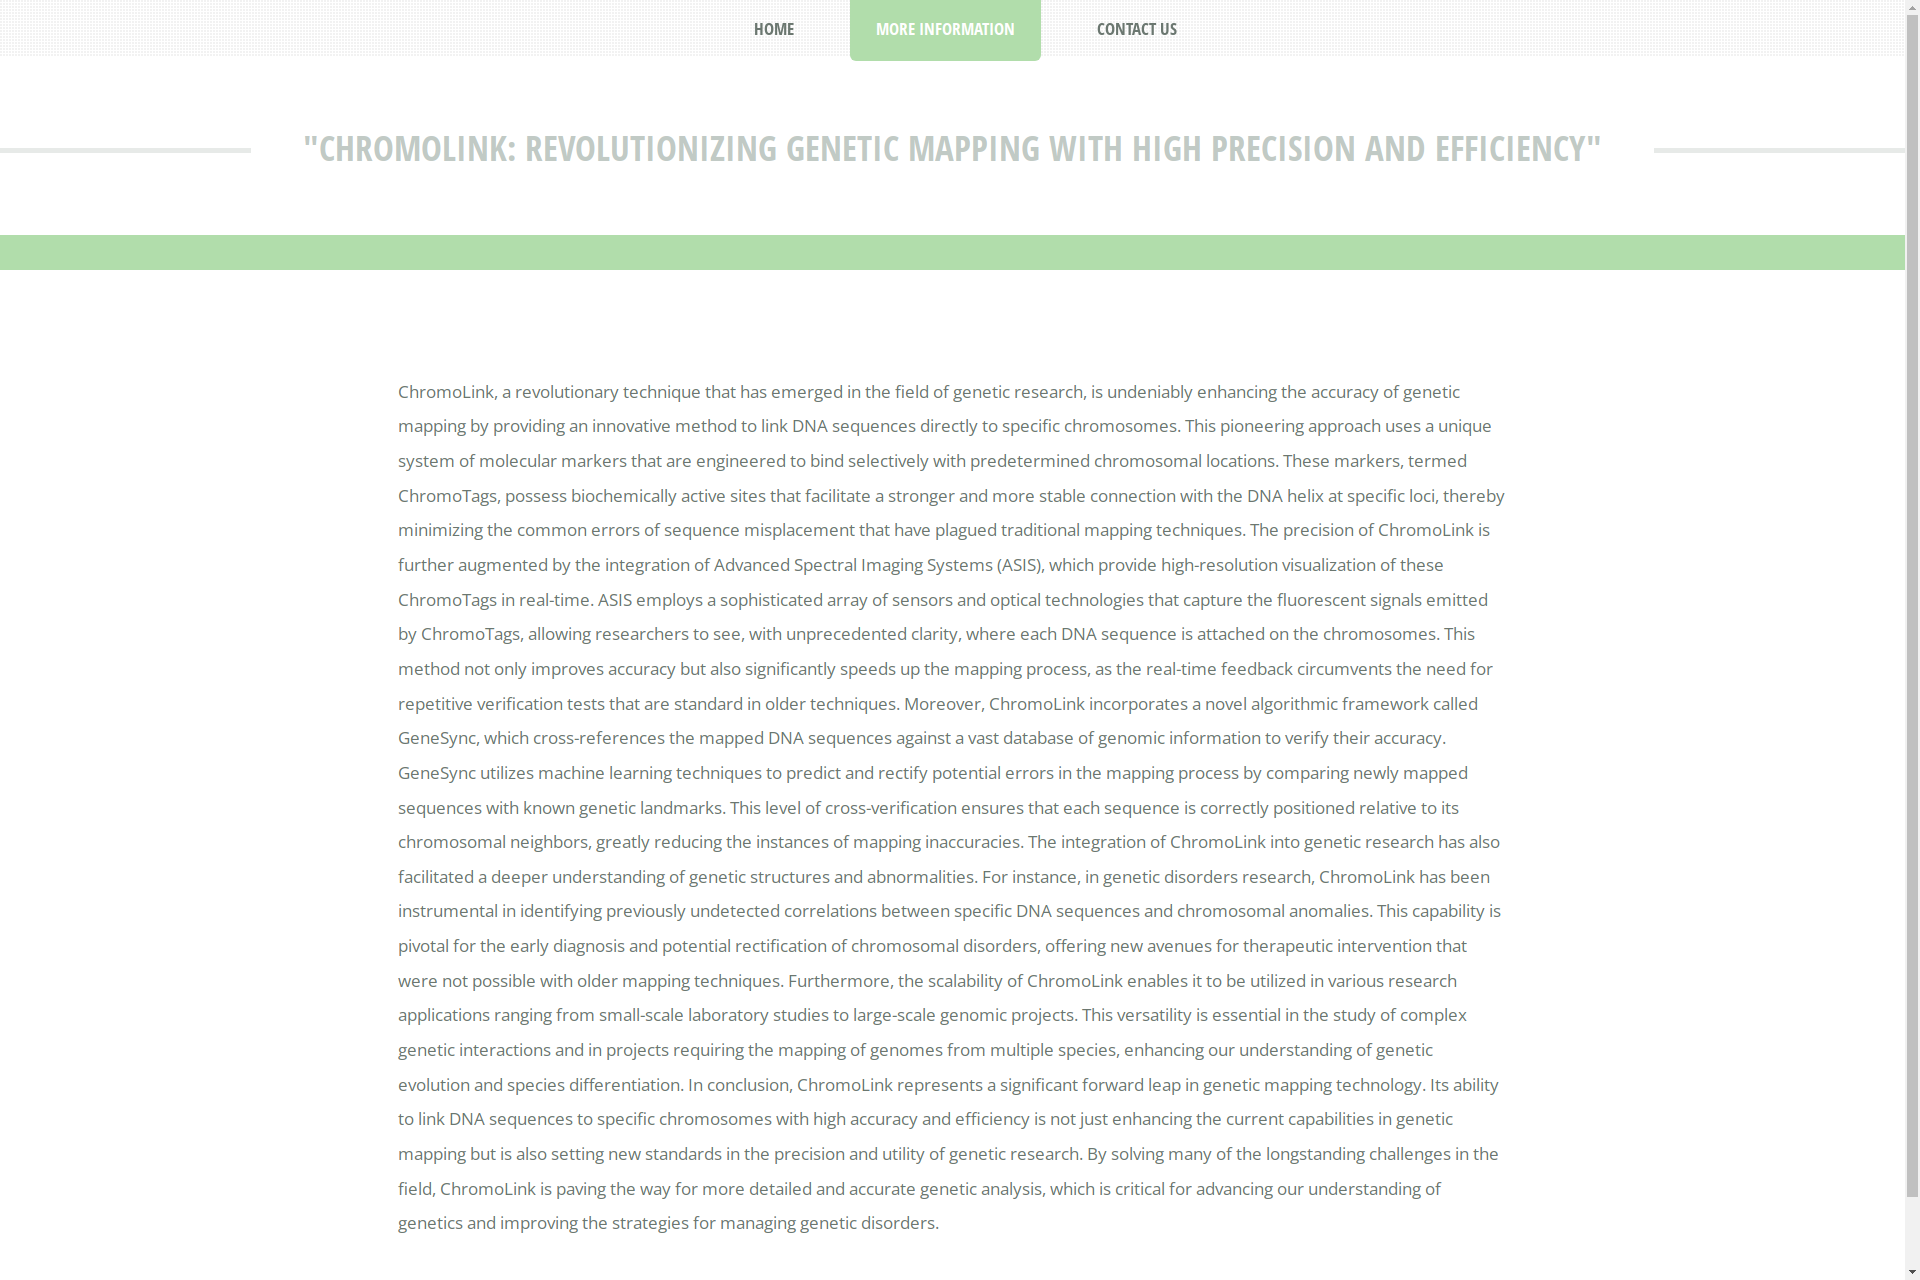 HOME
MORE INFORMATION
CONTACT US
"CHROMOLINK: REVOLUTIONIZING GENETIC MAPPING WITH HIGH PRECISION AND EFFICIENCY"
ChromoLink, a revolutionary technique that has emerged in the field of genetic research, is undeniably enhancing the accuracy of genetic
mapping by providing an innovative method to link DNA sequences directly to specific chromosomes. This pioneering approach uses a unique
system of molecular markers that are engineered to bind selectively with predetermined chromosomal locations. These markers, termed
ChromoTags, possess biochemically active sites that facilitate a stronger and more stable connection with the DNA helix at specific loci, thereby
minimizing the common errors of sequence misplacement that have plagued traditional mapping techniques. The precision of ChromoLink is
further augmented by the integration of Advanced Spectral Imaging Systems (ASIS), which provide high-resolution visualization of these
ChromoTags in real-time. ASIS employs a sophisticated array of sensors and optical technologies that capture the fluorescent signals emitted
by ChromoTags, allowing researchers to see, with unprecedented clarity, where each DNA sequence is attached on the chromosomes. This
method not only improves accuracy but also significantly speeds up the mapping process, as the real-time feedback circumvents the need for
repetitive verification tests that are standard in older techniques. Moreover, ChromoLink incorporates a novel algorithmic framework called
GeneSync, which cross-references the mapped DNA sequences against a vast database of genomic information to verify their accuracy.
GeneSync utilizes machine learning techniques to predict and rectify potential errors in the mapping process by comparing newly mapped
sequences with known genetic landmarks. This level of cross-verification ensures that each sequence is correctly positioned relative to its
chromosomal neighbors, greatly reducing the instances of mapping inaccuracies. The integration of ChromoLink into genetic research has also
facilitated a deeper understanding of genetic structures and abnormalities. For instance, in genetic disorders research, ChromoLink has been
instrumental in identifying previously undetected correlations between specific DNA sequences and chromosomal anomalies. This capability is
pivotal for the early diagnosis and potential rectification of chromosomal disorders, offering new avenues for therapeutic intervention that
were not possible with older mapping techniques. Furthermore, the scalability of ChromoLink enables it to be utilized in various research
applications ranging from small-scale laboratory studies to large-scale genomic projects. This versatility is essential in the study of complex
genetic interactions and in projects requiring the mapping of genomes from multiple species, enhancing our understanding of genetic
evolution and species differentiation. In conclusion, ChromoLink represents a significant forward leap in genetic mapping technology. Its ability
to link DNA sequences to specific chromosomes with high accuracy and efficiency is not just enhancing the current capabilities in genetic
mapping but is also setting new standards in the precision and utility of genetic research. By solving many of the longstanding challenges in the
field, ChromoLink is paving the way for more detailed and accurate genetic analysis, which is critical for advancing our understanding of
genetics and improving the strategies for managing genetic disorders.